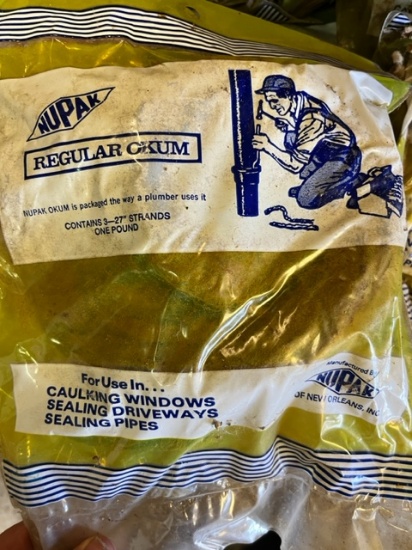 NUPAK
REGULAR OKUM
NUPAK OKUM is packaged the way a plumber uses it
CONTAINS 3—27" STRANDS
ONE POUND
For Use In...
CAULKING WINDOWS
SEALING DRIVEWAYS
SEALING PIPES
Manufactured By
NUPAK
OF NEW ORLEANS, INC.